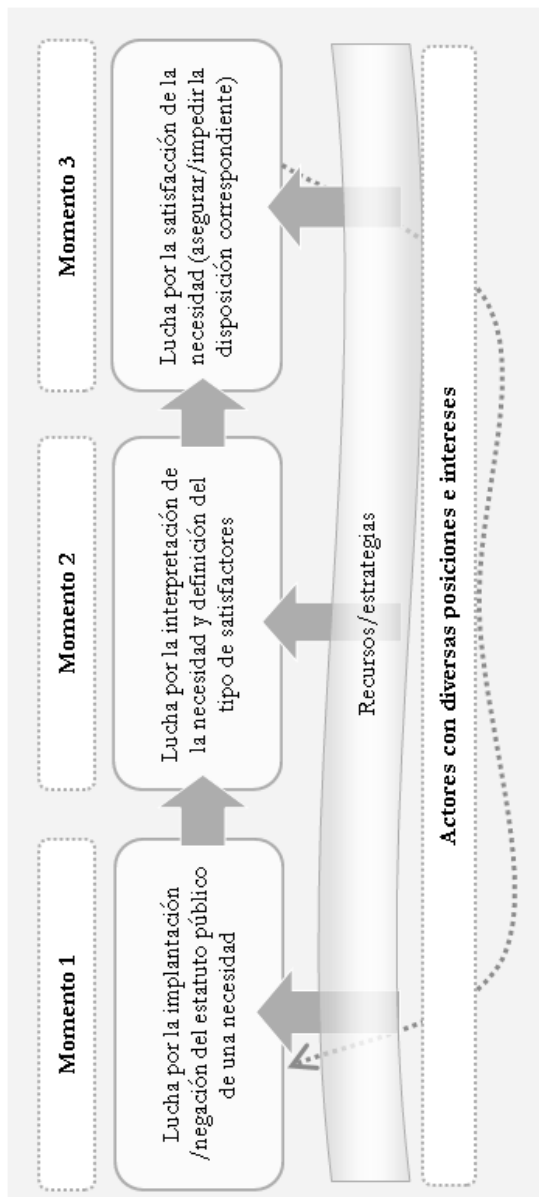 Momento 1
Momento 2
Momento 3
Lucha por la implantación
/negación del estatuto público
de una necesidad
Lucha por la interpretación de
la necesidad y definición del
tipo de satisfactores
Lucha por la satisfacción de la
necesidad (asegurar/impedir la
disposición correspondiente)
Recursos/estrategias
Actores con diversas posiciones e intereses